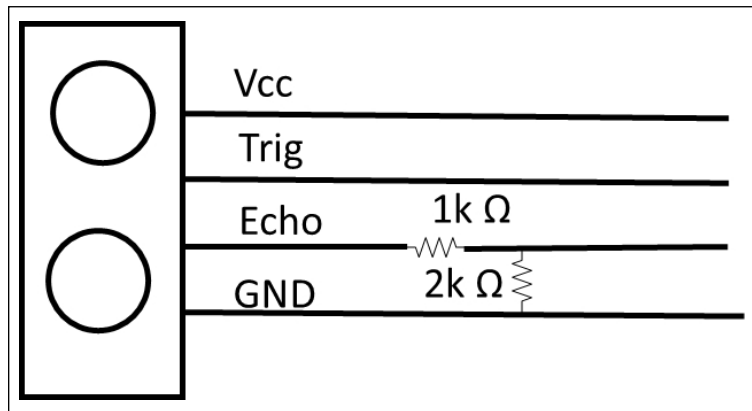 Vcc
Trig
1k Ω
Echo
2k Ω
GND